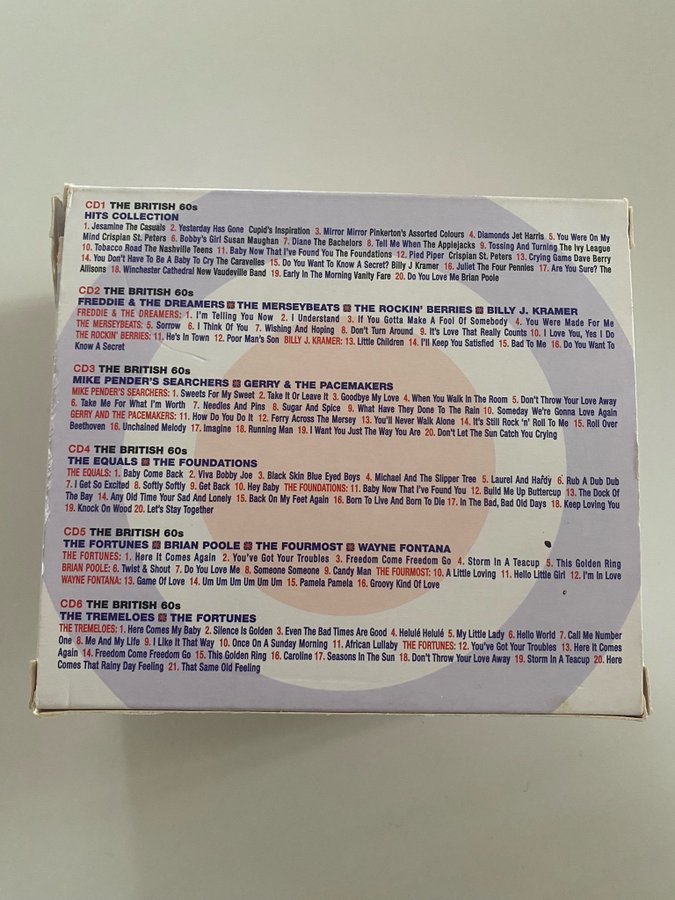 CD1 THE BRITISH 60s
HITS COLLECTION
1. Jesamine The Casuals 2. Yesterday Has Gone Cupid's Inspiration 3. Mirror Mirror Pinkerton's Assorted Colours 4. Diamonds Jet Harris 5. You Were On My
Mind Crispian St. Peters 6. Bobby's Girl Susan Maughan 7. Diane The Bachelors 8. Tell Me When The Applejacks 9. Tossing And Turning The Ivy League
10. Tobacco Road The Nashville Teens 11. Baby Now That I've Found You The Foundations 12. Pied Piper Crispian St. Peters 13. Crying Game Dave Berry
14. You Don't Have To Be A Baby To Cry The Caravelles 15. Do You Want To Know A Secret? Billy J Kramer 16. Juliet The Four Pennies 17. Are You Sure? The
Allisons 18. Winchester Cathedral New Vaudeville Band 19. Early In The Morning Vanity Fare 20. Do You Love Me Brian Poole
CD2 THE BRITISH 60s
FREDDIE & THE DREAMERS THE MERSEYBEATS THE ROCKIN' BERRIES BILLY J. KRAMER
FREDDIE & THE DREAMERS: 1. I'm Telling You Now 2. I Understand 3. If You Gotta Make A Fool Of Somebody 4. You Were Made For Me
THE MERSEYBEATS: 5. Sorrow 6. I Think Of You 7. Wishing And Hoping 8. Don't Turn Around 9. It's Love That Really Counts 10. I Love You, Yes I Do
THE ROCKIN' BERRIES: 11. He's In Town 12. Poor Man's Son BILLY J. KRAMER: 13. Little Children 14. I'll Keep You Satisfied 15. Bad To Me 16. Do You Want To
Know A Secret
CD3 THE BRITISH 60s
MIKE PENDER'S SEARCHERS GERRY & THE PACEMAKERS
MIKE PENDER'S SEARCHERS: 1. Sweets For My Sweet 2. Take It Or Leave It 3. Goodbye My Love 4. When You Walk In The Room 5. Don't Throw Your Love Away
6. Take Me For What I'm Worth 7. Needles And Pins 8. Sugar And Spice 9. What Have They Done To The Rain 10. Someday We're Gonna Love Again
GERRY AND THE PACEMAKERS: 11. How Do You Do It 12. Ferry Across The Mersey 13. You'll Never Walk Alone 14. It's Still Rock 'n' Roll To Me 15. Roll Over
Beethoven 16. Unchained Melody 17. Imagine 18. Running Man 19. I Want You Just The Way You Are 20. Don't Let The Sun Catch You Crying
CD4 THE BRITISH 60s
THE EQUALS THE FOUNDATIONS
THE EQUALS: 1. Baby Come Back 2. Viva Bobby Joe 3. Black Skin Blue Eyed Boys 4. Michael And The Slipper Tree 5. Laurel And Hardy 6. Rub A Dub Dub
7. I Get So Excited 8. Softly Softly 9. Get Back 10. Hey Baby THE FOUNDATIONS: 11. Baby Now That I've Found You 12. Build Me Up Buttercup 13. The Dock Of
The Bay 14. Any Old Time Your Sad And Lonely 15. Back On My Feet Again 16. Born To Live And Born To Die 17. In The Bad, Bad Old Days 18. Keep Loving You
19. Knock On Wood 20. Let's Stay Together
CD5 THE BRITISH 60s
THE FORTUNES BRIAN POOLE THE FOURMOST WAYNE FONTANA
THE FORTUNES: 1. Here It Comes Again 2. You've Got Your Troubles 3. Freedom Come Freedom Go 4. Storm In A Teacup 5. This Golden Ring
BRIAN POOLE: 6. Twist & Shout 7. Do You Love Me 8. Someone Someone 9. Candy Man THE FOURMOST: 10. A Little Loving 11. Hello Little Girl 12. I'm In Love
WAYNE FONTANA: 13. Game Of Love 14. Um Um Um Um Um Um 15. Pamela Pamela 16. Groovy Kind Of Love
CD6 THE BRITISH 60s
THE TREMELOES THE FORTUNES
THE TREMELOES: 1. Here Comes My Baby 2. Silence Is Golden 3. Even The Bad Times Are Good 4. Helulé Helulé 5. My Little Lady 6. Hello World 7. Call Me Number
One 8. Me And My Life 9. I Like It That Way 10. Once On A Sunday Morning 11. African Lullaby THE FORTUNES: 12. You've Got Your Troubles 13. Here It Comes
Again 14. Freedom Come Freedom Go 15. This Golden Ring 16. Caroline 17. Seasons In The Sun 18. Don't Throw Your Love Away 19. Storm In A Teacup 20. Here
Comes That Rainy Day Feeling 21. That Same Old Feeling